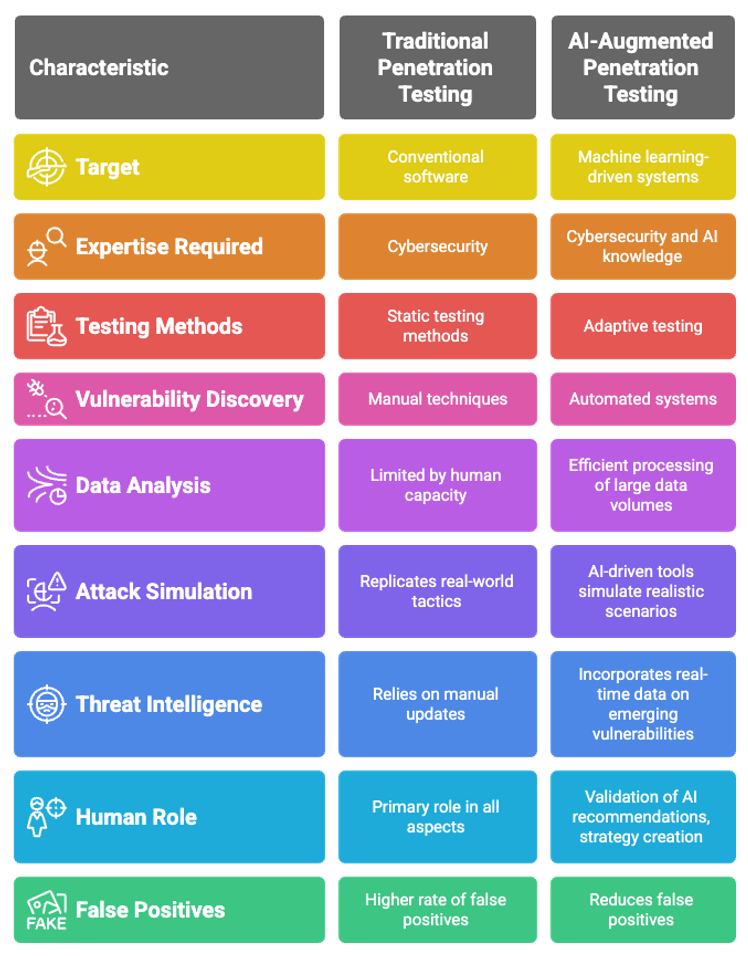 Characteristic
Traditional
Penetration
Testing
AI-Augmented
Penetration
Testing
Target
Conventional
software
Machine learning-
driven systems
Expertise Required
Cybersecurity
Cybersecurity and AI
knowledge
Testing Methods
Static testing
methods
Adaptive testing
Vulnerability Discovery
Manual techniques
Automated systems
Data Analysis
Limited by human
capacity
Efficient processing
of large data
volumes
Attack Simulation
Replicates real-world
tactics
AI-driven tools
simulate realistic
scenarios
Threat Intelligence
Relies on manual
updates
Incorporates real-
time data on
emerging
vulnerabilities
Human Role
Primary role in all
aspects
Validation of AI
recommendations,
strategy creation
FAKE
False Positives
Higher rate of false
positives
Reduces false
positives